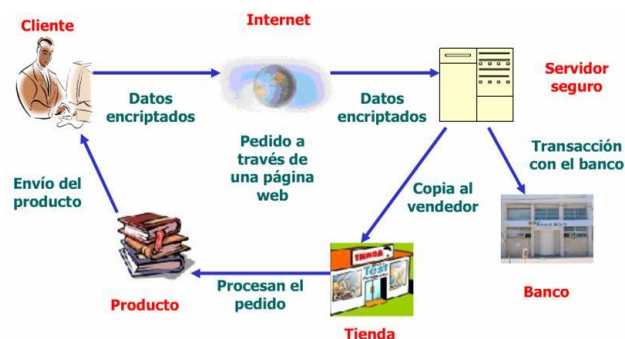 Cliente
Internet
Servidor
seguro
Datos
encriptados
Datos
encriptados
Pedido a
través de
una página
web
Transacción
con el banco
Envío del
producto
Copia al
vendedor
TIENDA
Test
Procesan el
pedido
Producto
Banco
Tienda